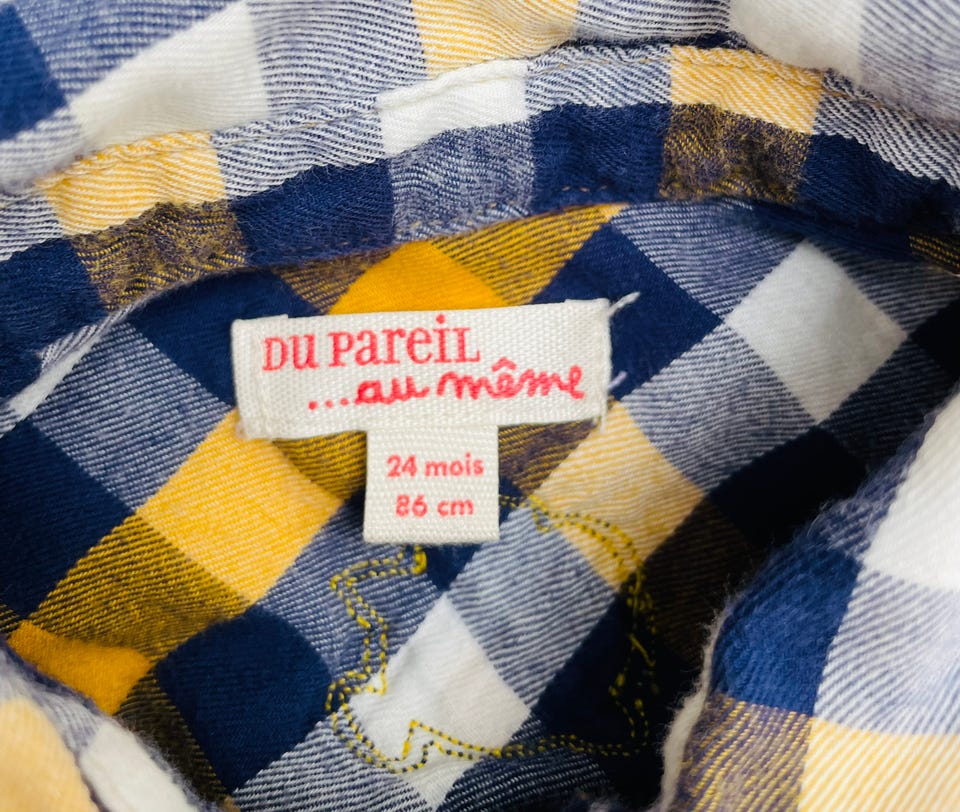 DU PareiL
...au même
24 mois
86 cm